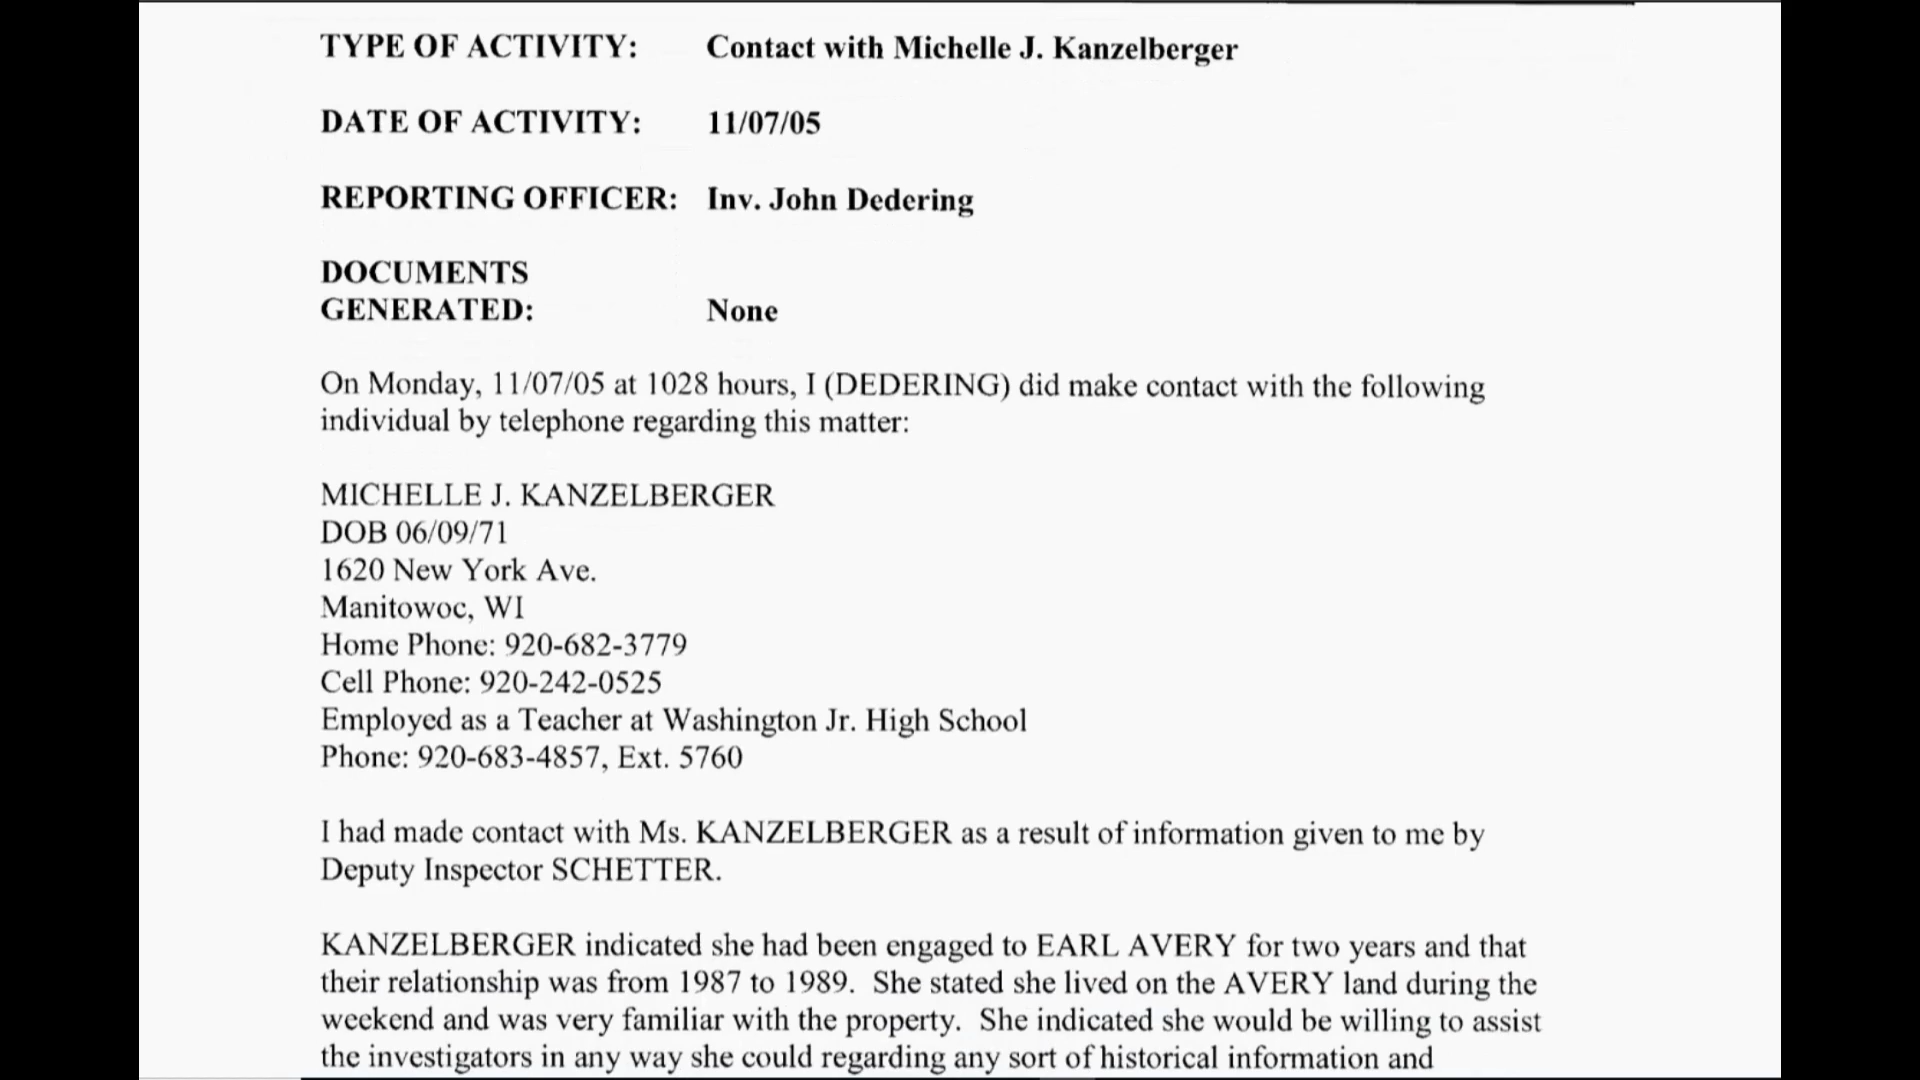 TYPE OF ACTIVITY: Contact with Michelle J. Kanzelberger
DATE OF ACTIVITY: 11/07/05
REPORTING OFFICER: Inv. John Dedering
DOCUMENTS
GENERATED: None
On Monday, 11/07/05 at 1028 hours, I (DEDERING) did make contact with the following
individual by telephone regarding this matter:
MICHELLE J. KANZELBERGER
DOB 06/09/71
1620 New York Ave.
Manitowoc, WI
Home Phone: 920-682-3779
Cell Phone: 920-242-0525
Employed as a Teacher at Washington Jr. High School
Phone: 920-683-4857, Ext. 5760
I had made contact with Ms. KANZELBERGER as a result of information given to me by
Deputy Inspector SCHETTER.
KANZELBERGER indicated she had been engaged to EARL AVERY for two years and that
their relationship was from 1987 to 1989.  She stated she lived on the AVERY land during the
weekend and was very familiar with the property.  She indicated she would be willing to assist
the investigators in any way she could regarding any sort of historical information and